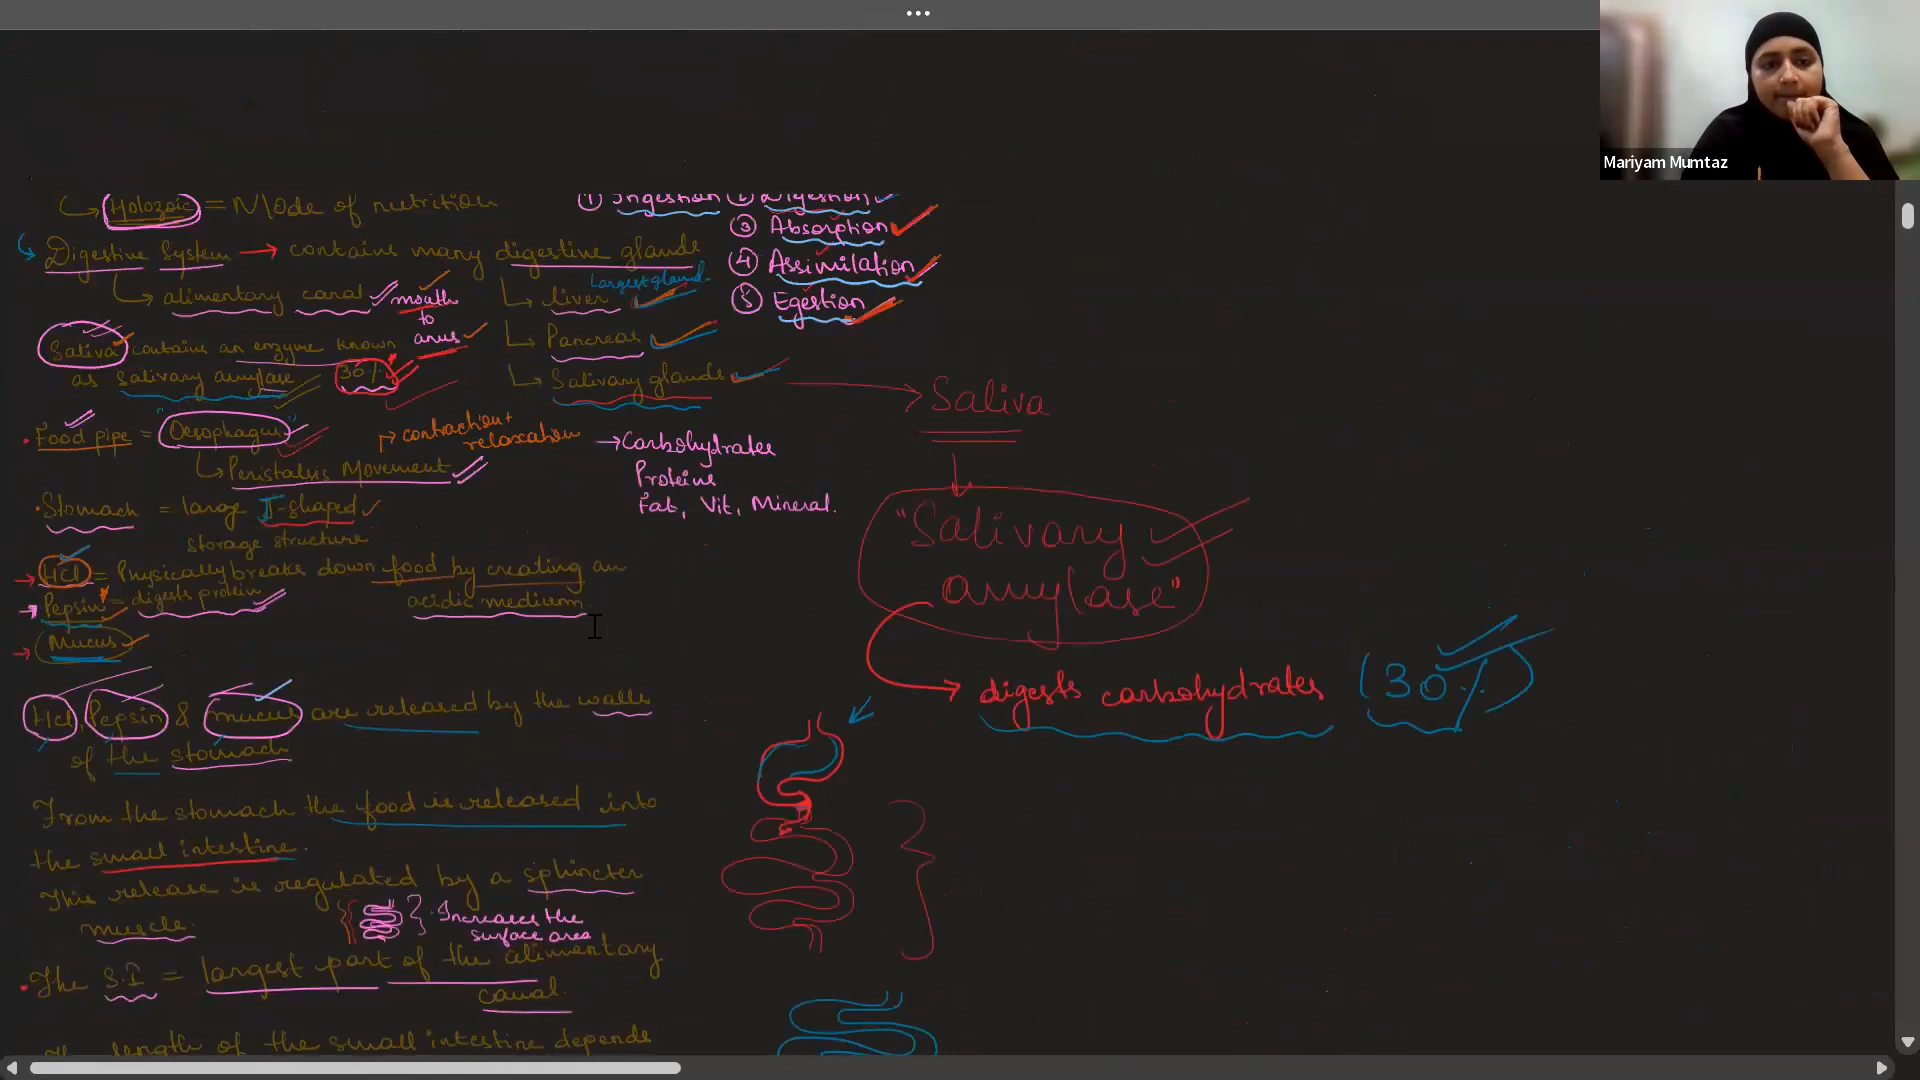 •••
Mariyam Mumtaz
Holozoic = Mode of nutrition
① Ingestion ② Digestion
③ Absorption
④ Assimilation
⑤ Egestion
Digestive System → contains many digestive glands
alimentary canal mouth to anus
Largest gland
liver
Pancreas
Salivary glands → Saliva
Saliva contains an enzyme known
as salivary amylase 30%
• Food pipe = "Oesophagus"
contraction + relaxation
Peristalsis Movement
→ Carbohydrates
Proteins
Fat, Vit, Mineral.
• Stomach = large J-shaped
storage structure
"Salivary
amylase"
digests carbohydrates (30%)
→ HCl = Physically breaks down food by creating an
acidic medium.
→ Pepsin = digests protein
→ Mucus
Hcl, Pepsin & mucus are released by the walls
of the stomach
From the stomach the food is released into
the small intestine.
This release is regulated by a sphincter
muscle.
Increases the
surface area
• The S.I = largest part of the alimentary
canal.
length of the small intestine depends